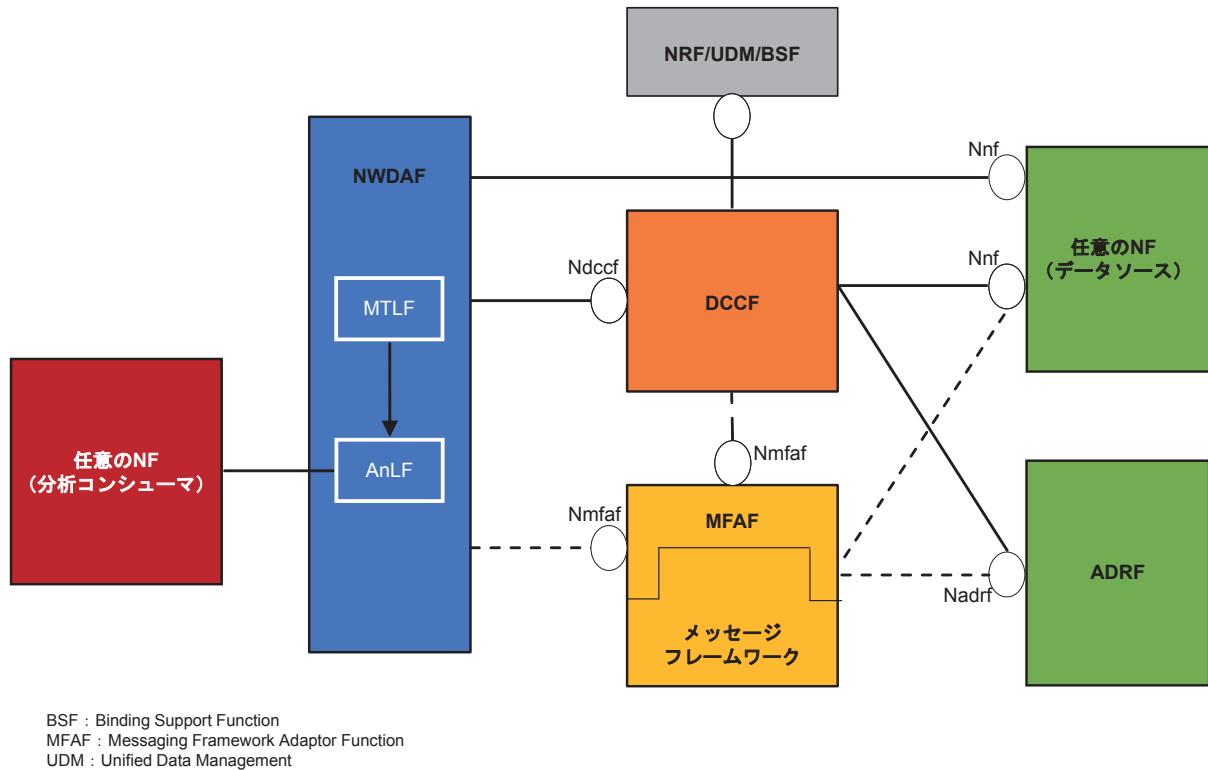 NRF/UDM/BSF
NWDAF
Nnf
MTLF
Ndccf
DCCF
Nnf
任意のNF
（データソース）
任意のNF
（分析コンシューマ）
AnLF
Nmfaf
Nmfaf
MFAF
メッセージ
フレームワーク
Nadrf
ADRF
BSF：Binding Support Function
MFAF：Messaging Framework Adaptor Function
UDM：Unified Data Management